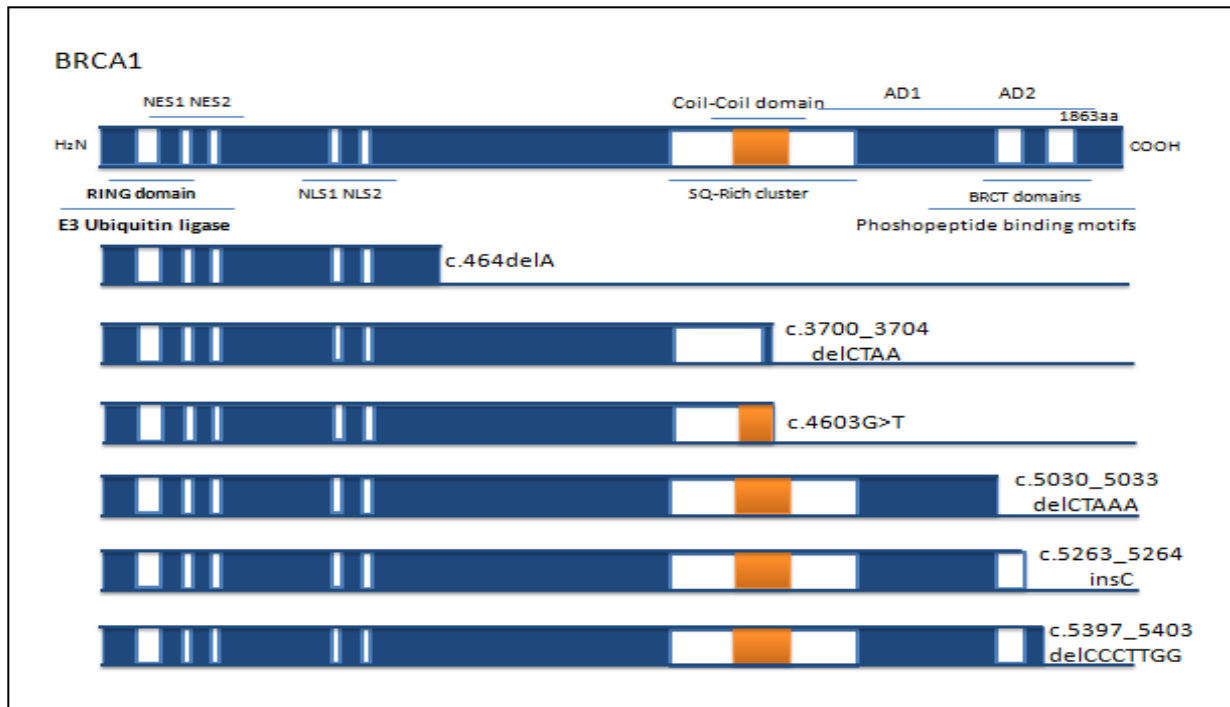 BRCA1
NES1 NES2
Coil-Coil domain
AD1
AD2
1863aa
H₂N
COOH
RING domain
NLS1 NLS2
SQ-Rich cluster
BRCT domains
E3 Ubiquitin ligase
Phoshopeptide binding motifs
c.464delA
c.3700_3704
delCTAA
c.4603G>T
c.5030_5033
delCTAAA
c.5263_5264
insC
c.5397_5403
delCCCTTGG